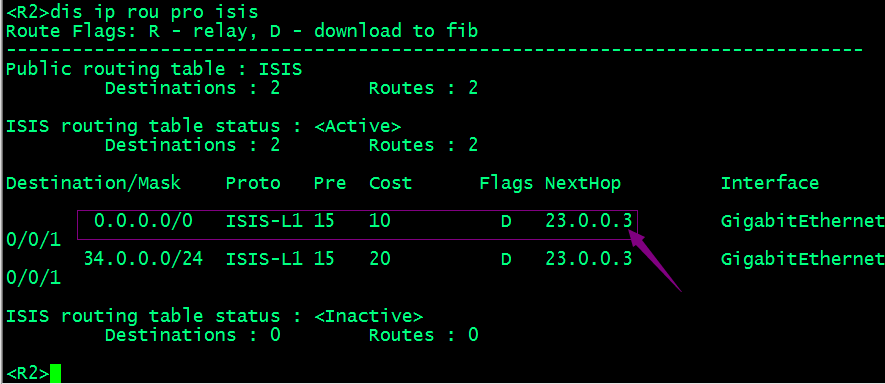 <R2>dis ip rou pro isis
Route Flags: R - relay, D - download to fib
------------------------------------------------------------------------------
Public routing table : ISIS
         Destinations : 2        Routes : 2
ISIS routing table status : <Active>
         Destinations : 2        Routes : 2
Destination/Mask    Proto   Pre  Cost      Flags NextHop         Interface
        0.0.0.0/0   ISIS-L1 15   10          D   23.0.0.3        GigabitEthernet
0/0/1
       34.0.0.0/24  ISIS-L1 15   20          D   23.0.0.3        GigabitEthernet
0/0/1
ISIS routing table status : <Inactive>
         Destinations : 0        Routes : 0
<R2>